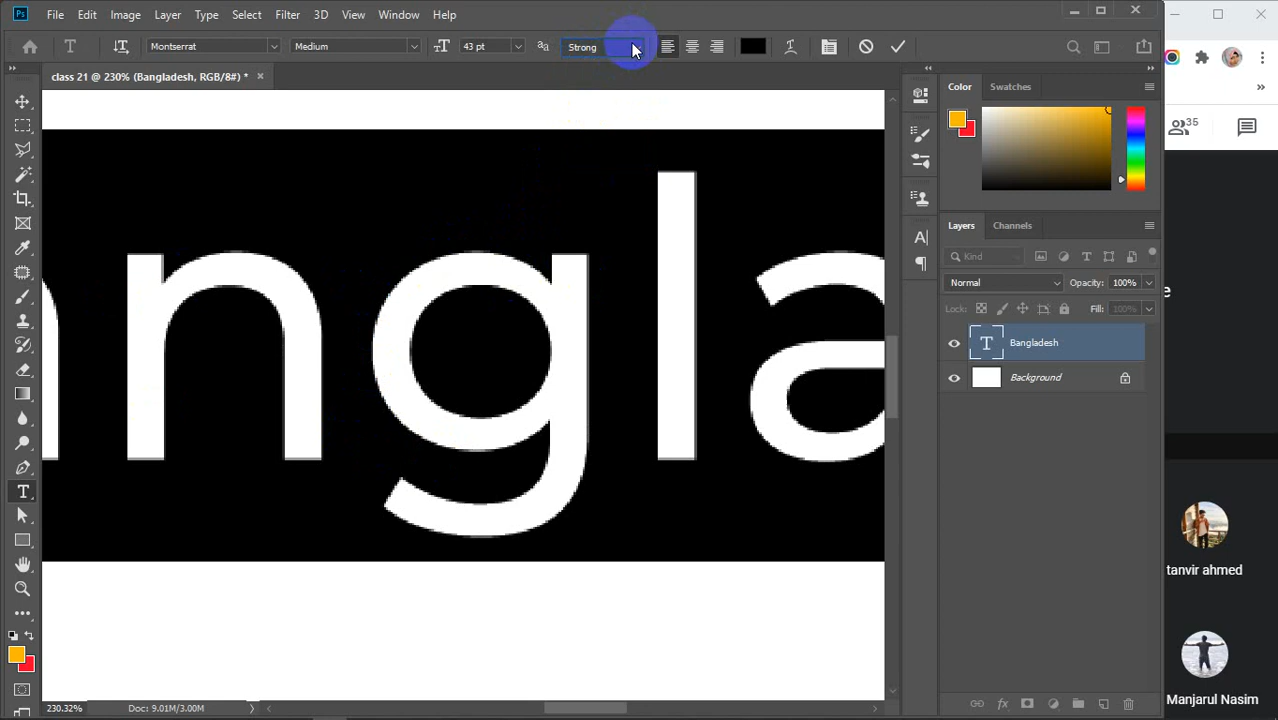 File Edit Image Layer Type Select Filter 3D View Window Help
Montserrat Medium 43 pt Strong
class 21 @ 230% (Bangladesh, RGB/8#) *
ngla
Color Swatches
35
Layers Channels
Kind
Normal Opacity: 100%
Lock: Fill: 100%
Bangladesh
Background
tanvir ahmed
Manjarul Nasim
230.32% Doc: 9.01M/3.00M